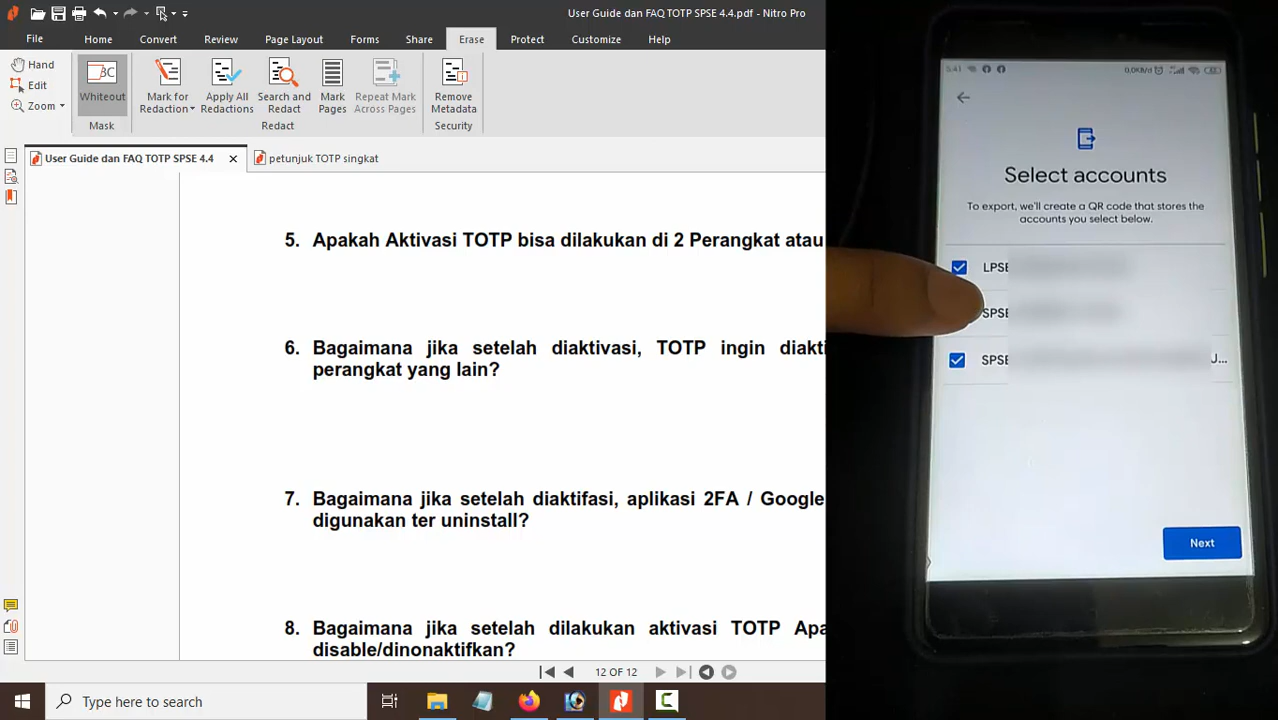 User Guide dan FAQ TOTP SPSE 4.4.pdf - Nitro Pro
File Home Convert Review Page Layout Forms Share Erase Protect Customize Help
Hand
Edit
Zoom
Whiteout
Mark for Redaction
Apply All Redactions
Search and Redact
Mark Pages
Repeat Mark Across Pages
Remove Metadata
Mask
Redact
Security
User Guide dan FAQ TOTP SPSE 4.4
petunjuk TOTP singkat
5. Apakah Aktivasi TOTP bisa dilakukan di 2 Perangkat atau
6. Bagaimana jika setelah diaktivasi, TOTP ingin diakti
perangkat yang lain?
7. Bagaimana jika setelah diaktifasi, aplikasi 2FA / Google
digunakan ter uninstall?
8. Bagaimana jika setelah dilakukan aktivasi TOTP Apa
disable/dinonaktifkan?
12 OF 12
Type here to search
5:41
0,0KB/d
Select accounts
To export, we'll create a QR code that stores the
accounts you select below.
LPSE
SPSE
SPSE U...
Next